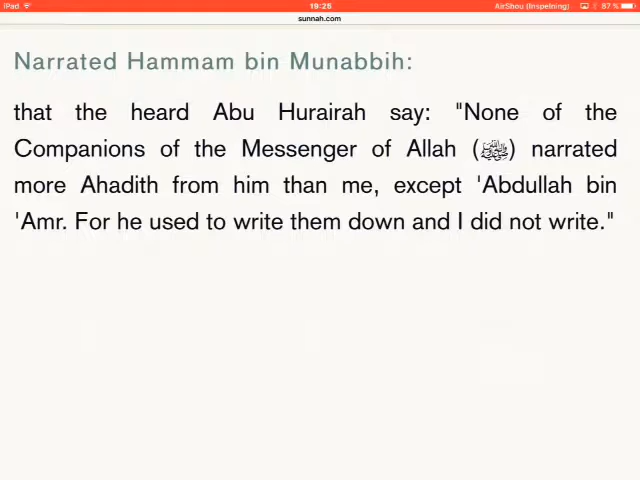 iPad 19:26 AirShou (Inspelning) 87 %
sunnah.com
Narrated Hammam bin Munabbih:
that the heard Abu Hurairah say: "None of the
Companions of the Messenger of Allah (ﷺ) narrated
more Ahadith from him than me, except 'Abdullah bin
'Amr. For he used to write them down and I did not write."